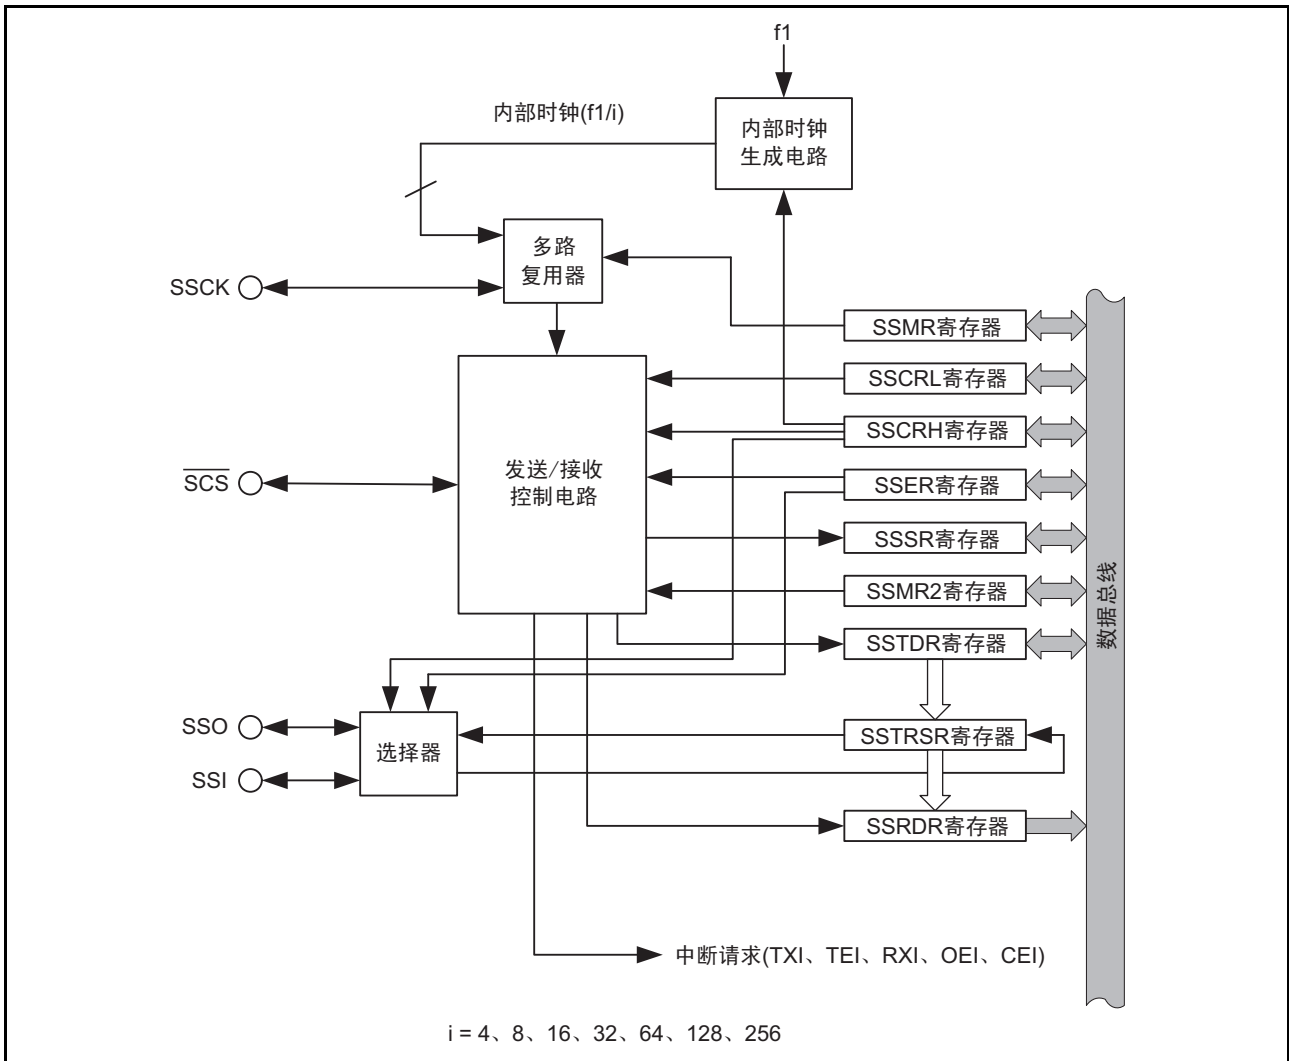 f1
内部时钟(f1/i)
内部时钟
生成电路
多路
复用器
SSCK
SSMR寄存器
SSCRL寄存器
SSCRH寄存器
SCS
发送/接收
控制电路
SSER寄存器
SSSR寄存器
SSMR2寄存器
数据总线
SSTDR寄存器
SSO
选择器
SSTRSR寄存器
SSI
SSRDR寄存器
中断请求(TXI、TEI、RXI、OEI、CEI)
i = 4、8、16、32、64、128、256